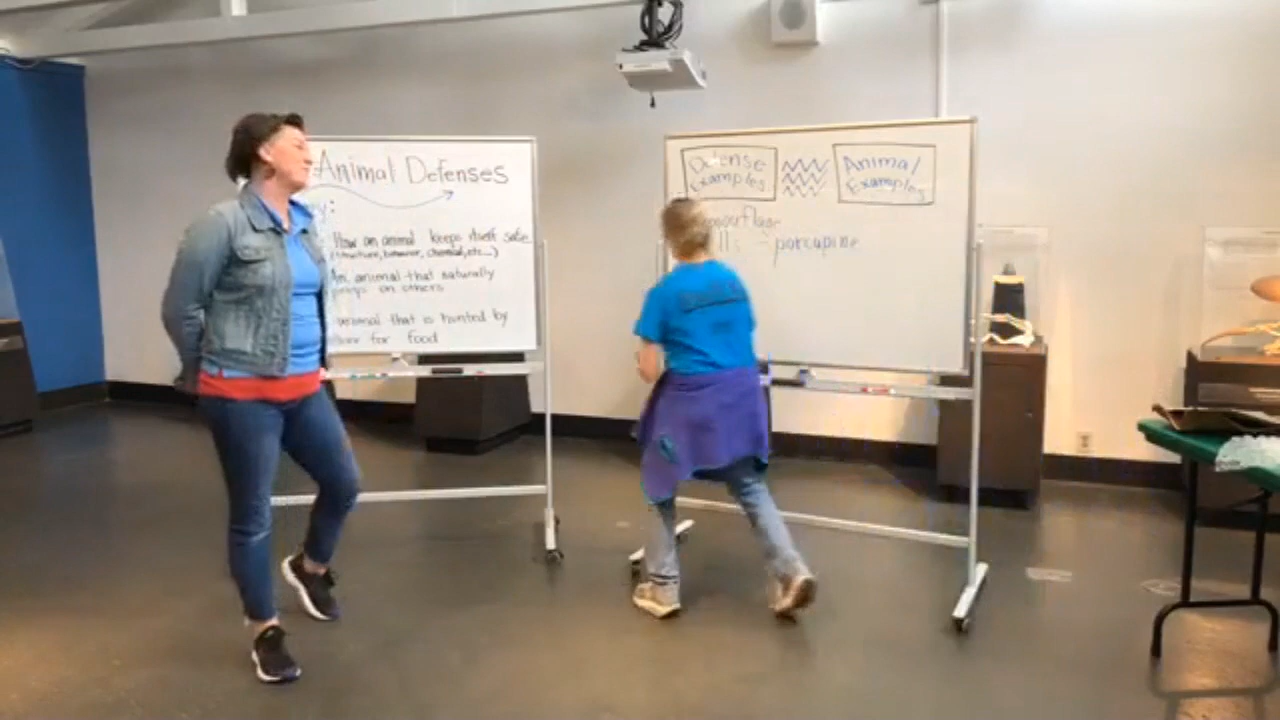 Animal Defenses
How an animal keeps itself safe
(structure, behavior, chemical, etc...)
An animal that naturally
preys on others
animal that is hunted by
for food
Defense
Examples
Animal
Examples
- porcupine